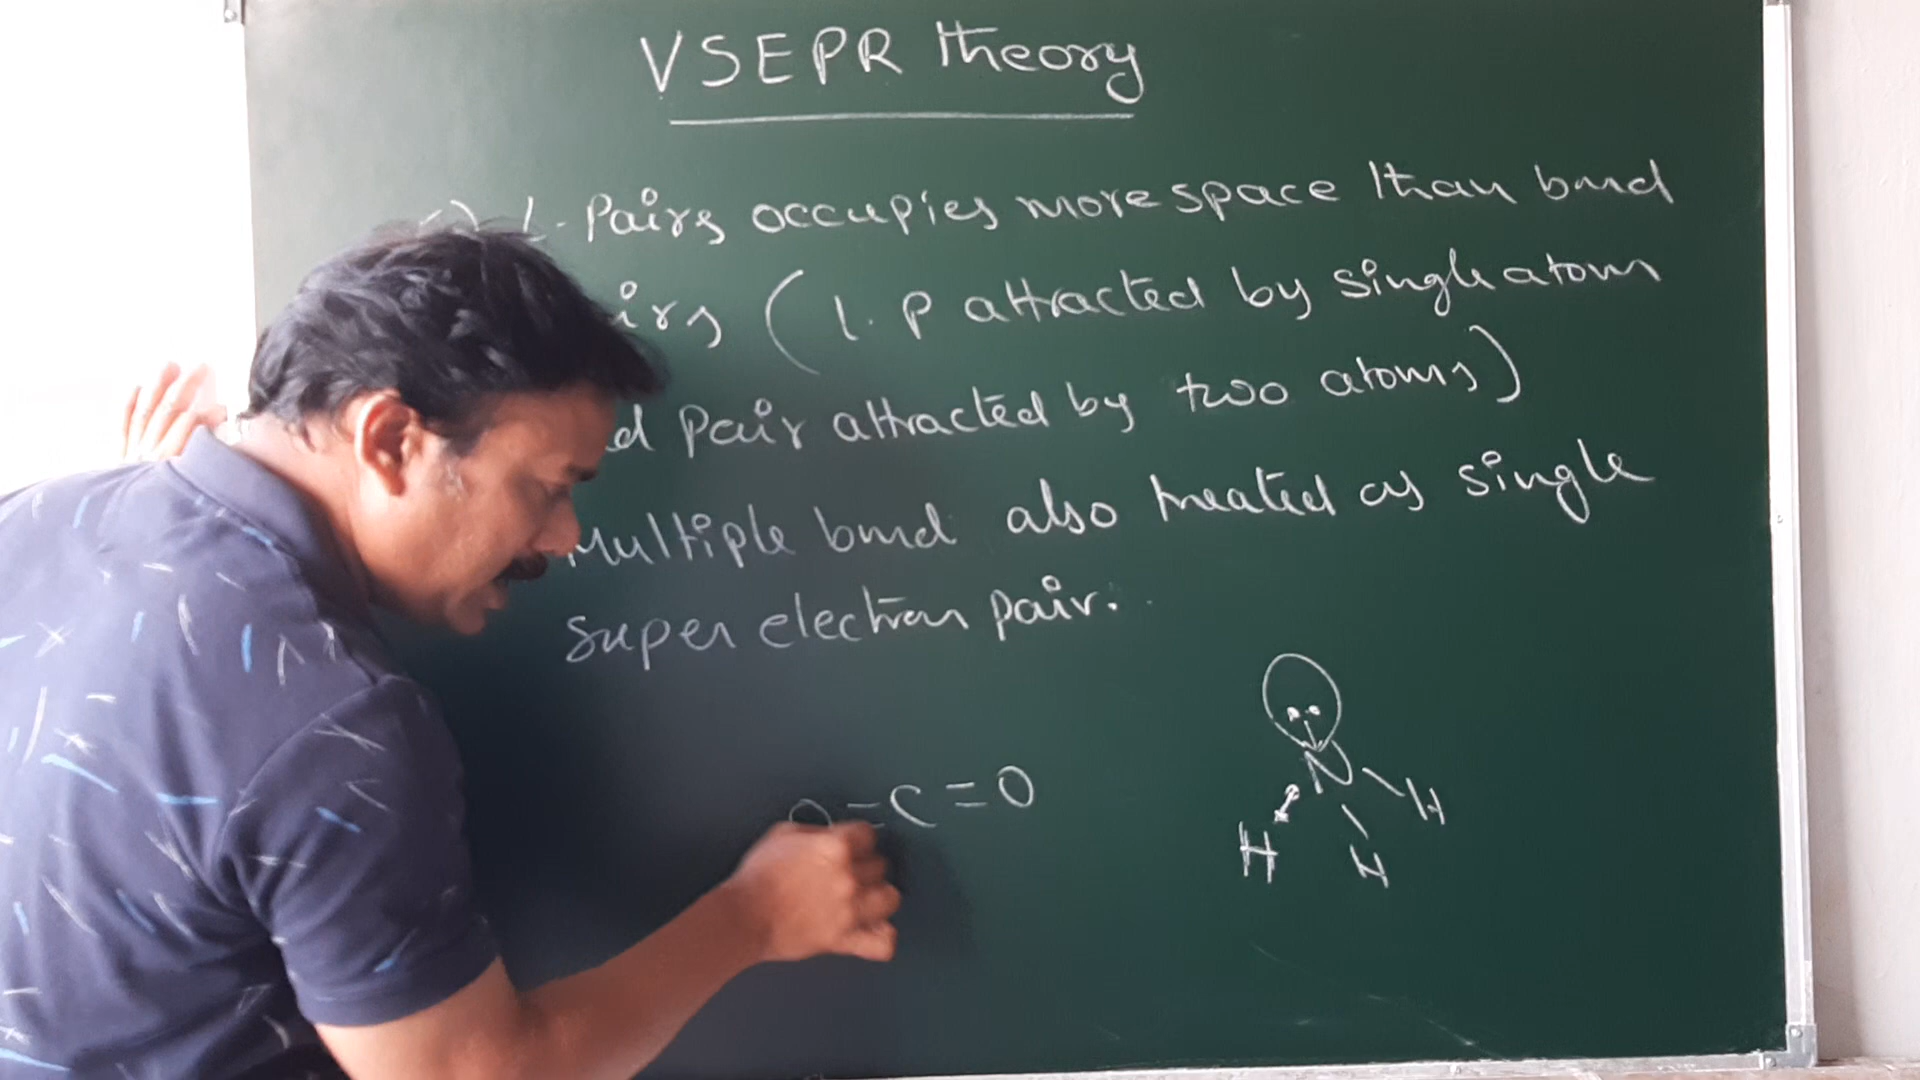 VSEPR theory
l. Pairs occupies more space than bond
irs ( l. P attracted by single atom
d Pair attracted by two atoms)
Multiple bond also treated as single
super electron pair.
O=C=O
N
H H H